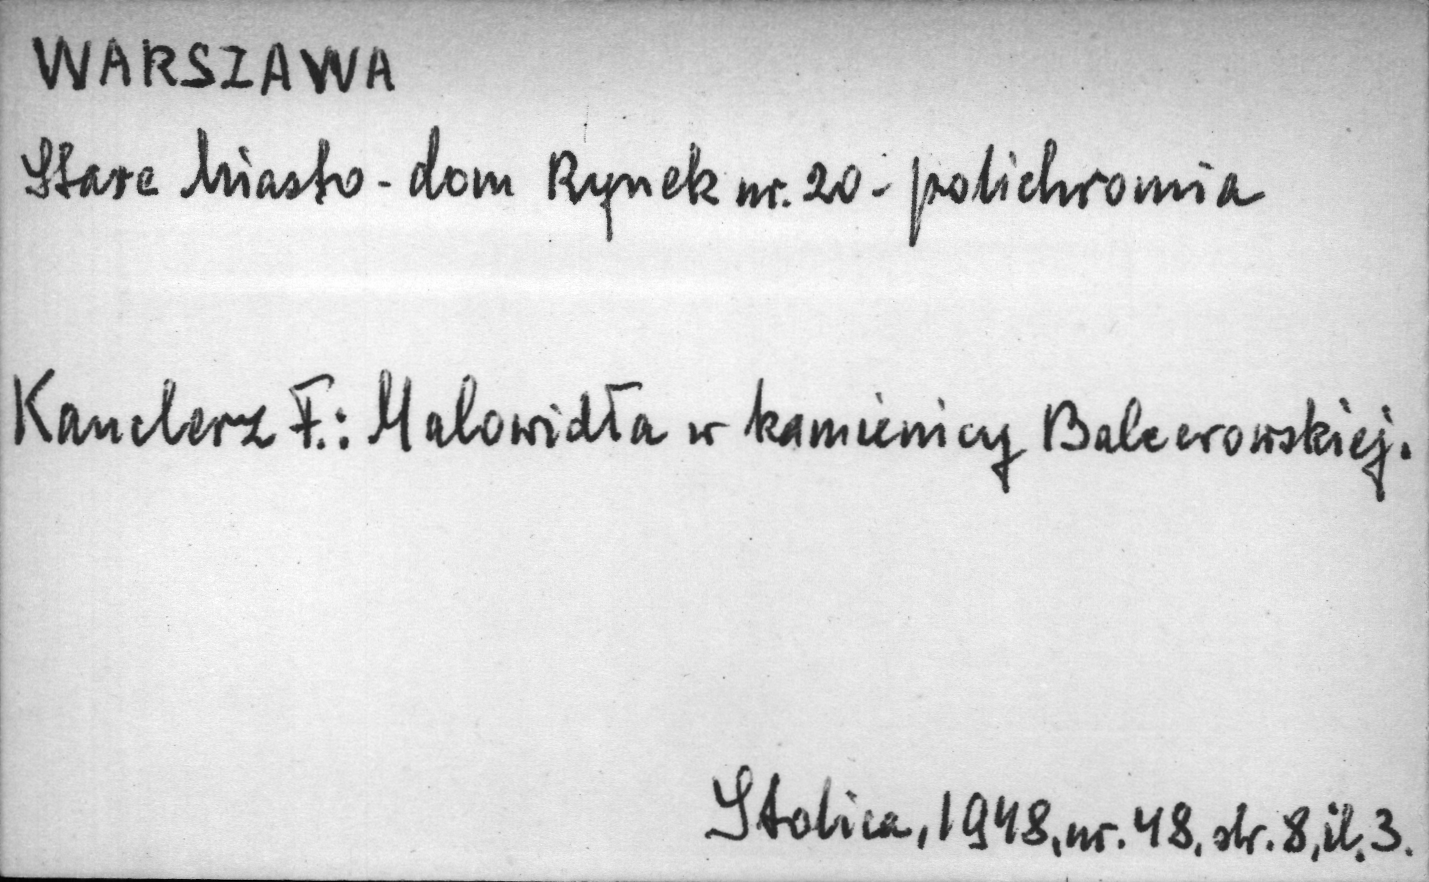 WARSZAWA
Stare Miasto - dom Rynek nr. 20 - polichromia
Kanclerz F.: Malowidła w kamienicy Balcerowskiej.
Stolica, 1948, nr. 48, str. 8, il. 3.